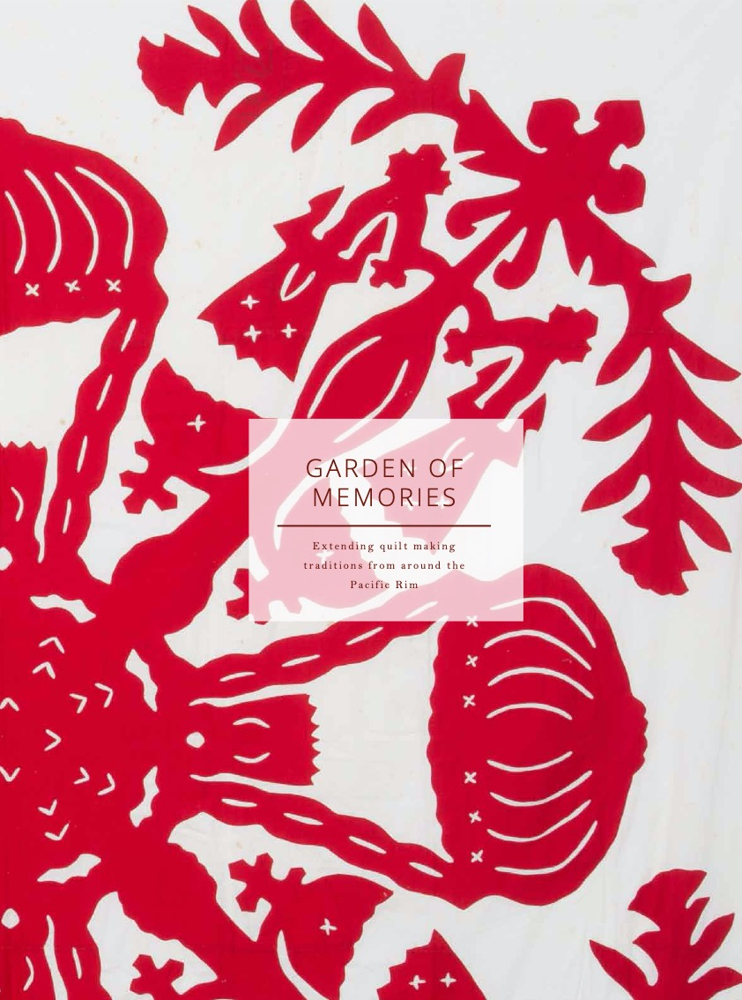 GARDEN OF
MEMORIES
Extending quilt making
traditions from around the
Pacific Rim